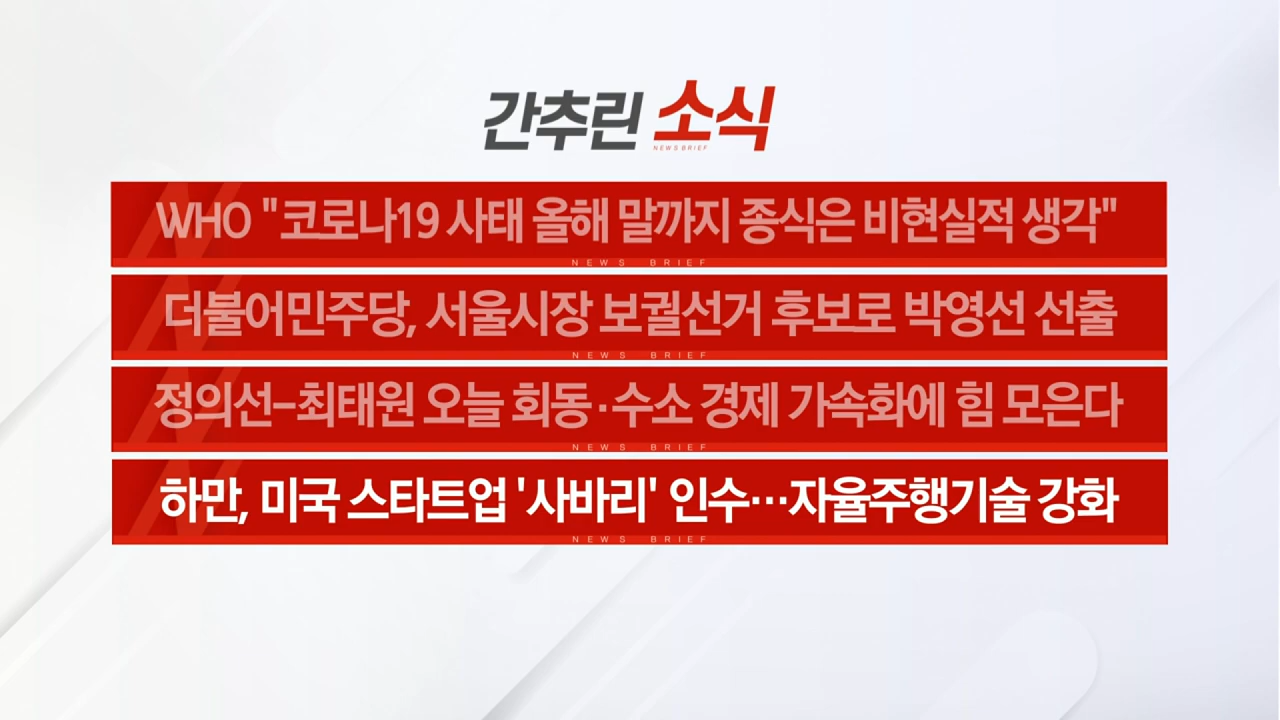 간추린 소식
NEWS BRIEF
WHO "코로나19 사태 올해 말까지 종식은 비현실적 생각"
NEWS BRIEF
더불어민주당, 서울시장 보궐선거 후보로 박영선 선출
NEWS BRIEF
정의선-최태원 오늘 회동·수소 경제 가속화에 힘 모은다
NEWS BRIEF
하만, 미국 스타트업 '사바리' 인수…자율주행기술 강화
NEWS BRIEF